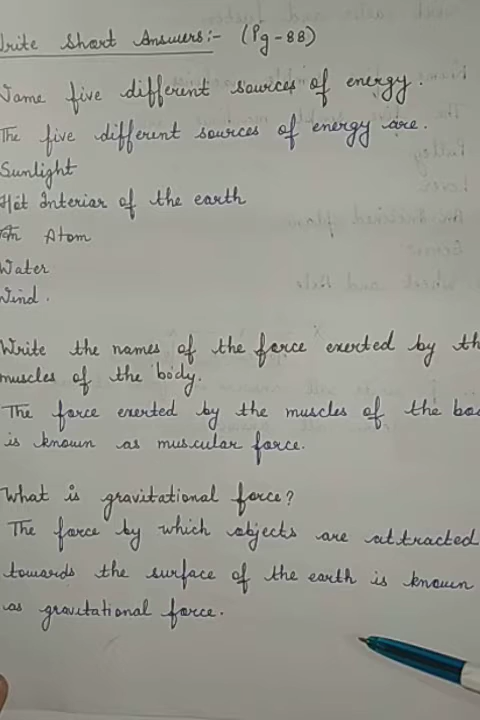 Write Short Answers:- (Pg-88)
Name five different sources of energy.
The five different sources of energy are.
Sunlight
Hot Interior of the earth
An Atom
Water
Wind.
Write the names of the force exerted by the
muscles of the body.
The force exerted by the muscles of the bod
is known as muscular force.
What is gravitational force?
The force by which objects are attracted
towards the surface of the earth is known
as gravitational force.